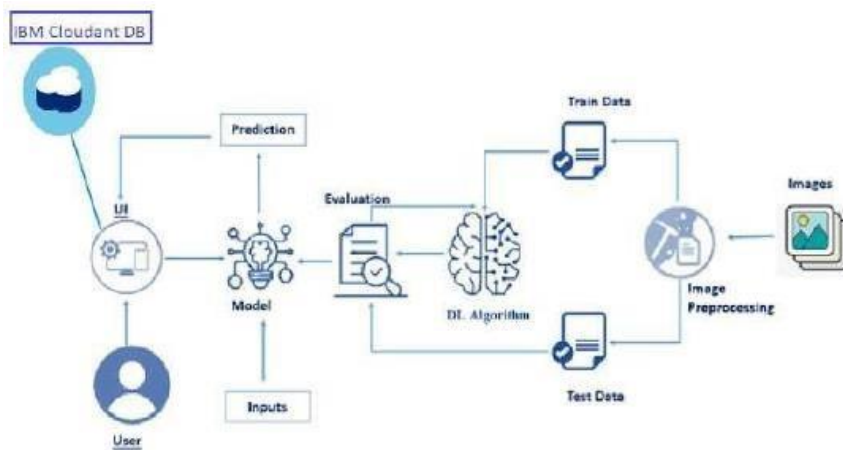 IBM Cloudant DB
Train Data
Prediction
Images
Evaluation
UI
Model
DL Algorithm
Image
Preprocessing
Inputs
Test Data
User